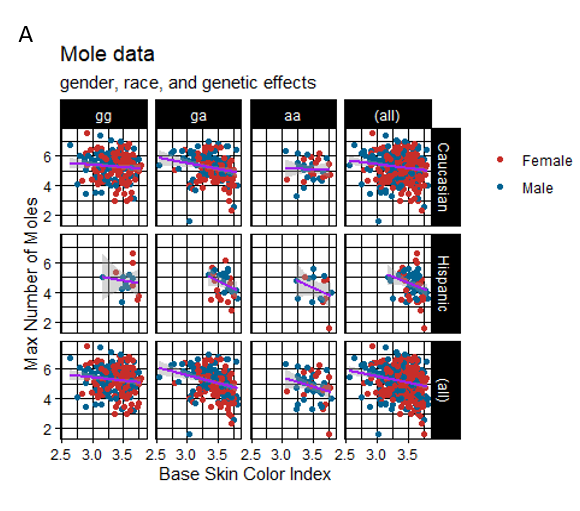 A
Mole data
gender, race, and genetic effects
gg ga aa (all)
Max Number of Moles
6
4
2
Caucasian
6
4
2
Hispanic
6
4
2
(all)
2.5 3.0 3.5 2.5 3.0 3.5 2.5 3.0 3.5 2.5 3.0 3.5
Base Skin Color Index
Female
Male